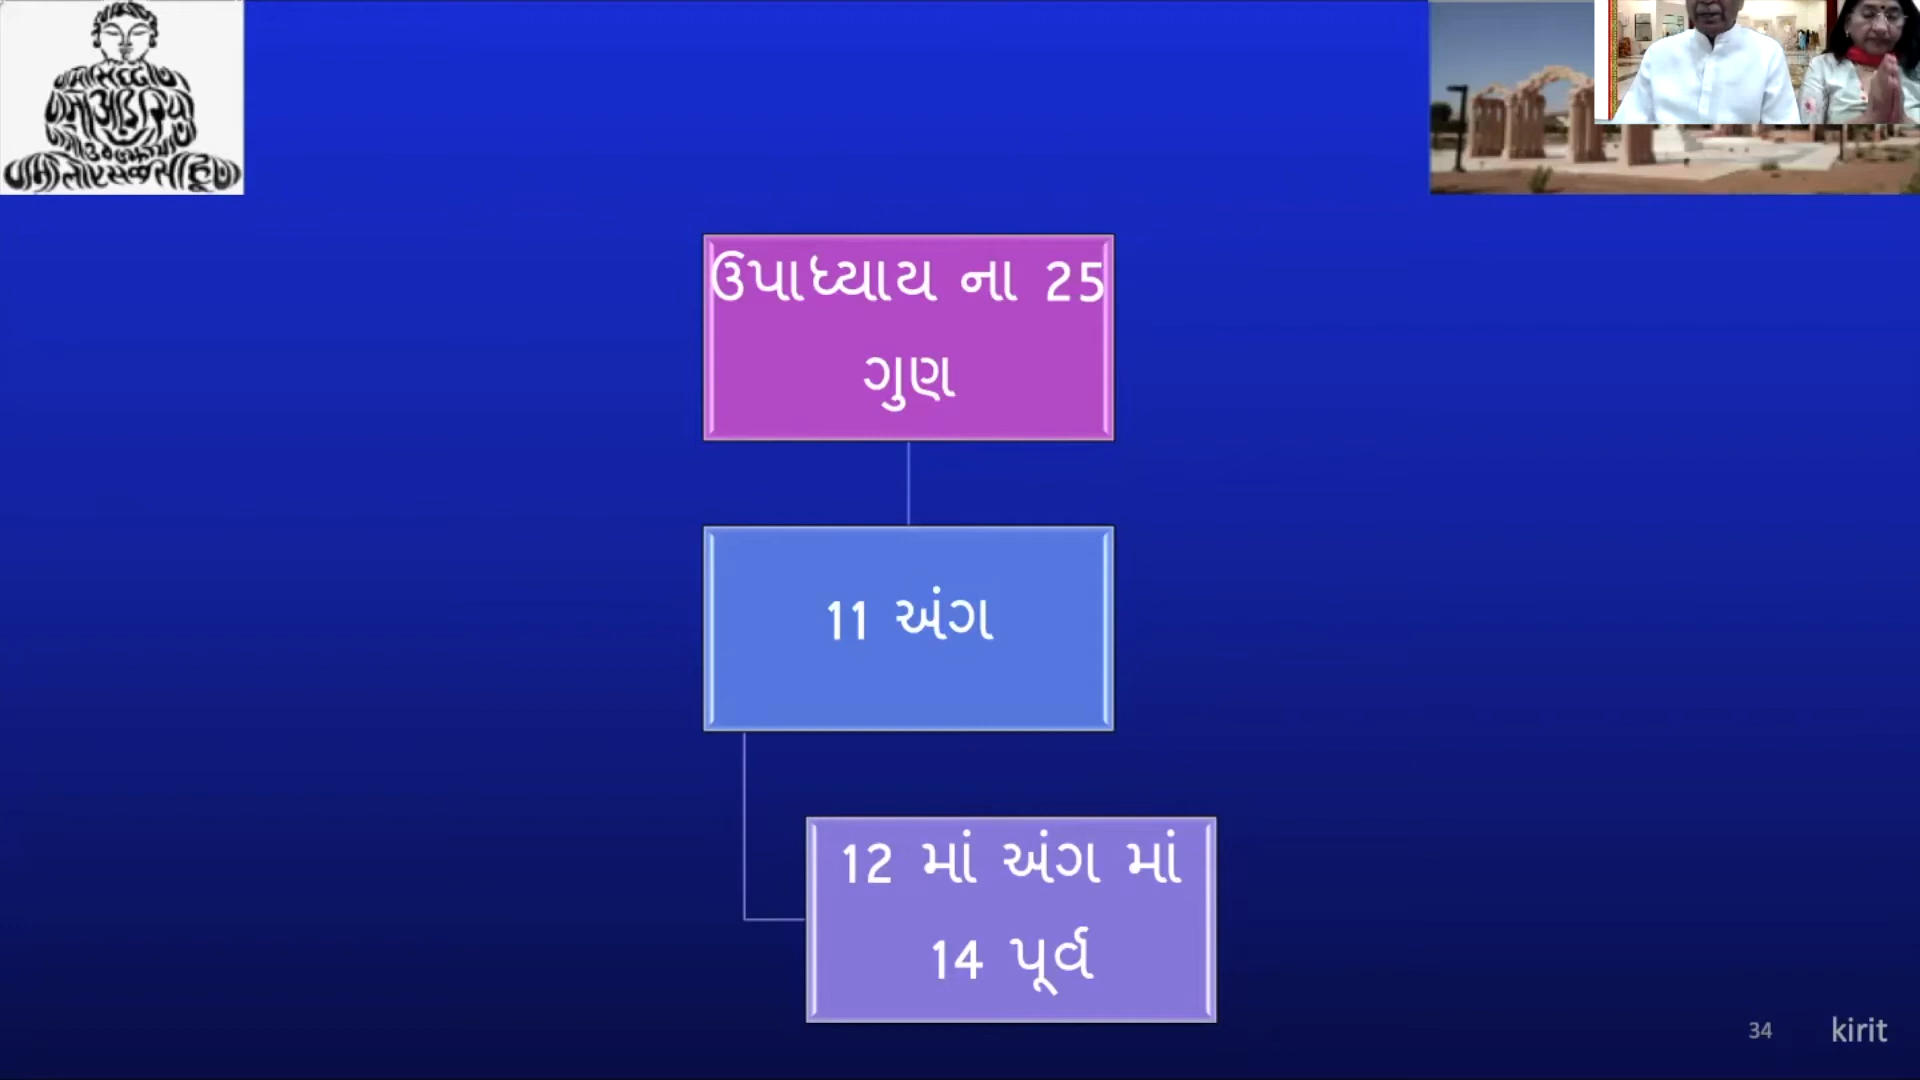 ઉપાધ્યાય ના 25
ગુણ
11 અંગ
12 માં અંગ માં
14 પૂર્વ
34 kirit